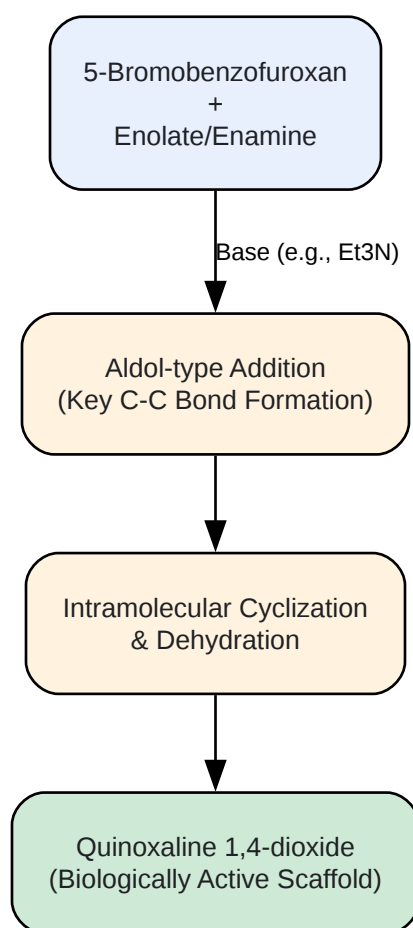 5-Bromobenzofuroxan
+
Enolate/Enamine
Base (e.g., Et3N)
Aldol-type Addition
(Key C-C Bond Formation)
Intramolecular Cyclization
& Dehydration
Quinoxaline 1,4-dioxide
(Biologically Active Scaffold)